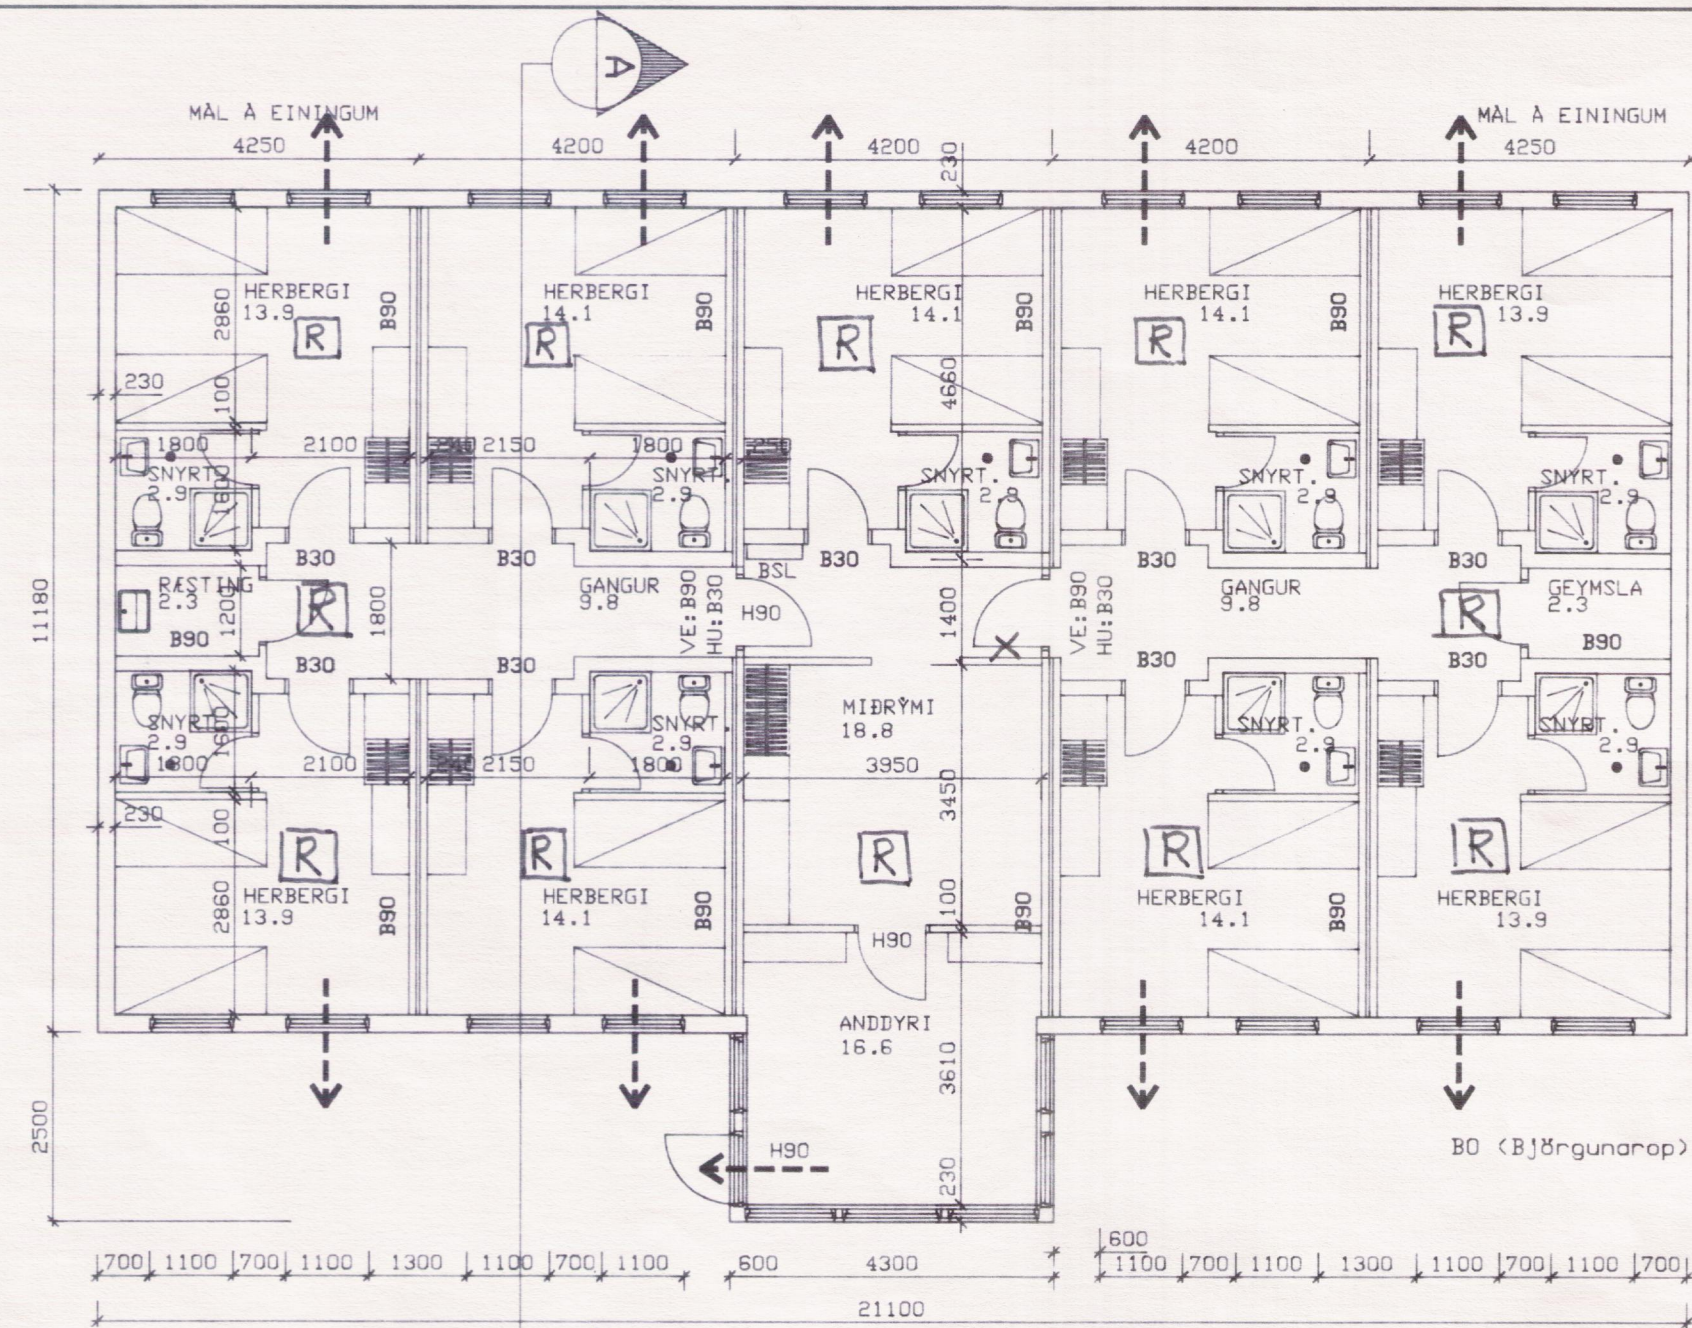 A
MÁL Á EININGUM
MÁL Á EININGUM
4250
4200
4200
4200
4250
230
HERBERGI
13.9
HERBERGI
14.1
HERBERGI
14.1
HERBERGI
14.1
HERBERGI
13.9
B90
B90
B90
B90
R
R
R
R
R
2860
230
100
4660
1800
2100
240
2150
1800
250
SNYRT.
2.9
SNYRT.
2.9
SNYRT.
2.9
SNYRT.
2.9
SNYRT.
2.9
1600
B30
B30
B30
B30
B30
BSL
11180
RÆSTING
2.3
B90
1200
R
1800
GANGUR
9.8
VE: B90
HU: B30
H90
1400
X
VE: B90
HU: B30
GANGUR
9.8
R
GEYMSLA
2.3
B90
B30
B30
B30
B30
SNYRT.
2.9
SNYRT.
2.9
MIÐRÝMI
18.8
SNYRT.
2.9
SNYRT.
2.9
1600
1800
2100
240
2150
1800
3950
3450
230
100
R
R
R
R
R
2860
HERBERGI
13.9
HERBERGI
14.1
HERBERGI
14.1
HERBERGI
13.9
B90
B90
B90
B90
100
H90
ANDDYRI
16.6
3610
2500
H90
230
BO (Björgunarop)
700 1100 700 1100 1300 1100 700 1100
600
4300
600
1100 700 1100 1300 1100 700 1100 700
21100